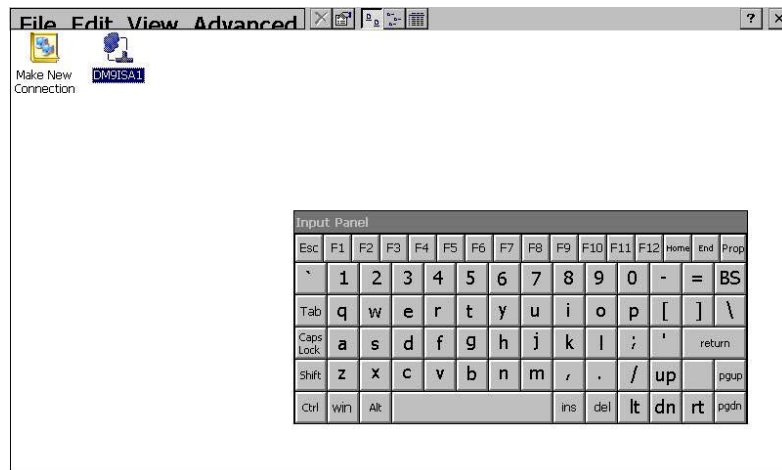 File Edit View Advanced ? ×
Make New Connection
DM9ISA1
Input Panel
Esc F1 F2 F3 F4 F5 F6 F7 F8 F9 F10 F11 F12 Home End Prop
` 1 2 3 4 5 6 7 8 9 0 - = BS
Tab q w e r t y u i o p [ ] \
Caps Lock a s d f g h j k l ; ' return
Shift z x c v b n m , . / up pgup
Ctrl win Alt ins del lt dn rt pgdn